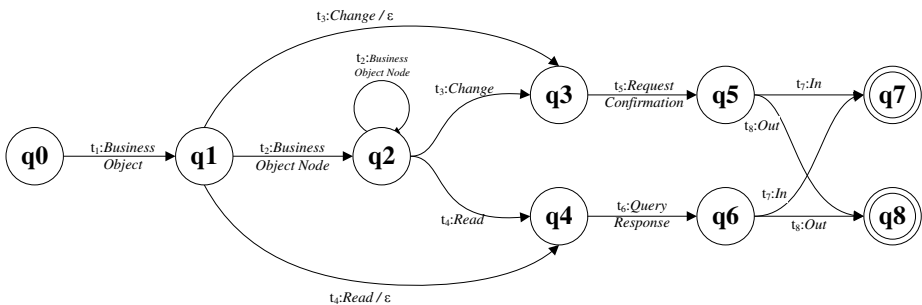 t3:Change / ε
t2:Business
Object Node
t3:Change
q3
t5:Request
Confirmation
q5
t7:In
q7
t8:Out
q0
t1:Business
Object
q1
t2:Business
Object Node
q2
t4:Read
q4
t6:Query
Response
q6
t7:In
t8:Out
q8
t4:Read / ε